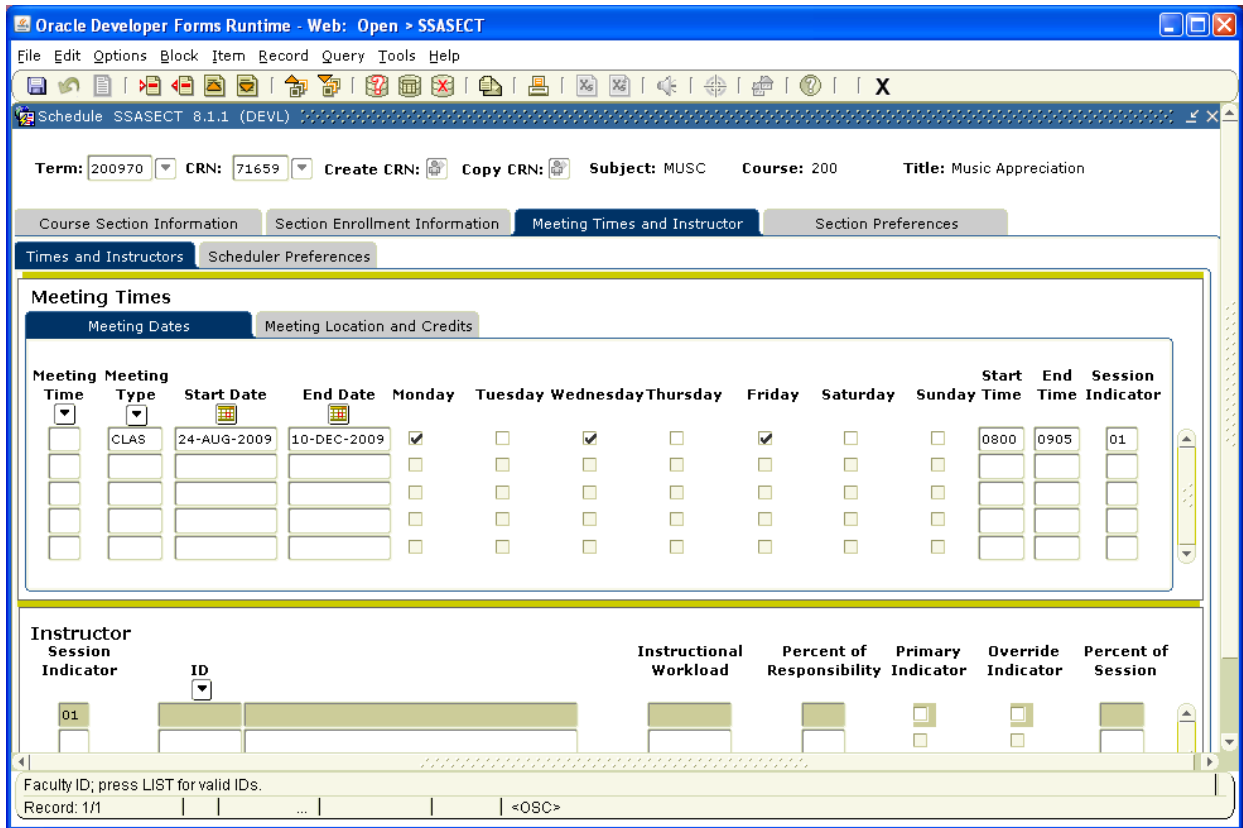 Oracle Developer Forms Runtime - Web: Open > SSASECT
File Edit Options Block Item Record Query Tools Help
X
Schedule SSASECT 8.1.1 (DEVL)
Term: 200970 CRN: 71659 Create CRN: Copy CRN: Subject: MUSC Course: 200 Title: Music Appreciation
Course Section Information Section Enrollment Information Meeting Times and Instructor Section Preferences
Times and Instructors Scheduler Preferences
Meeting Times
Meeting Dates Meeting Location and Credits
Meeting Meeting Start End Session
Time Type Start Date End Date Monday Tuesday Wednesday Thursday Friday Saturday Sunday Time Time Indicator
CLAS 24-AUG-2009 10-DEC-2009 0800 0905 01
Instructor
Session Instructional Percent of Primary Override Percent of
Indicator ID Workload Responsibility Indicator Indicator Session
01
Faculty ID; press LIST for valid IDs.
Record: 1/1 ... <OSC>